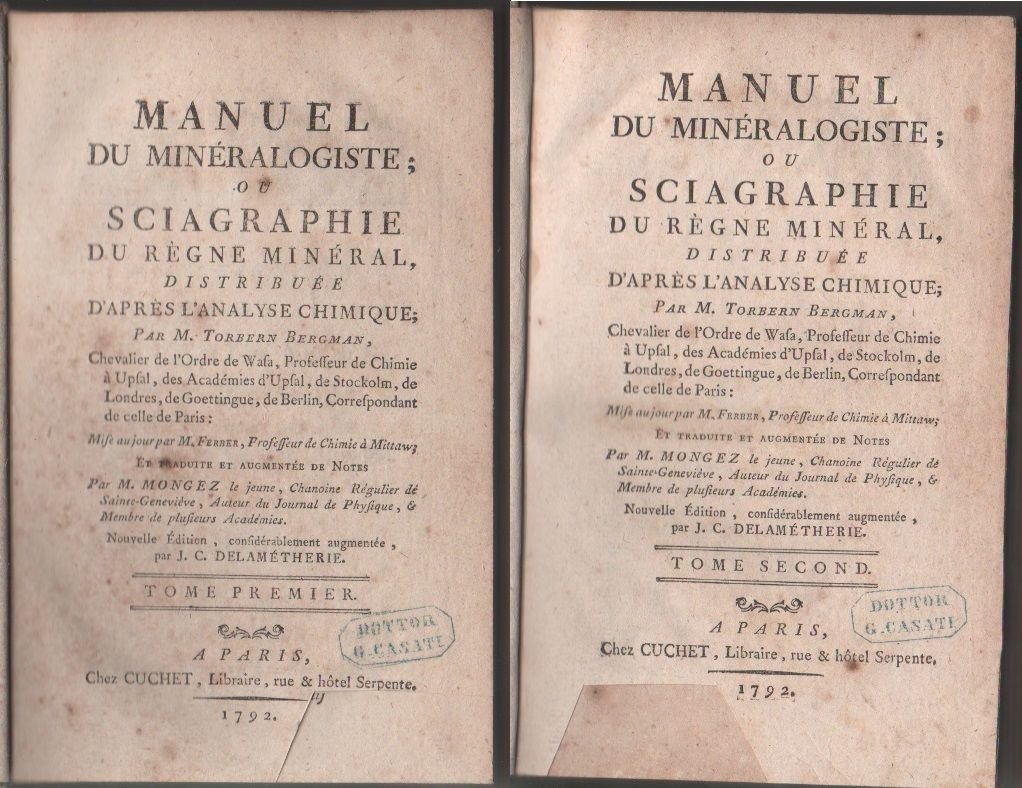 MANUEL
DU MINÉRALOGISTE;
OU
SCIAGRAPHIE
DU RÈGNE MINÉRAL,
DISTRIBUÉE
D'APRÈS L'ANALYSE CHIMIQUE;
PAR M. TORBERN BERGMAN,
Chevalier de l'Ordre de Waſa, Profeſſeur de Chimie
à Upſal, des Académies d'Upſal, de Stockolm, de
Londres, de Goettingue, de Berlin, Correſpondant
de celle de Paris:
Miſe au jour par M. FERBER, Profeſſeur de Chimie à Mittaw;
ET TRADUITE ET AUGMENTÉE DE NOTES
Par M. MONGEZ le jeune, Chanoine Régulier de
Sainte-Geneviève, Auteur du Journal de Phyſique, &
Membre de pluſieurs Académies.
Nouvelle Édition, conſidérablement augmentée,
par J. C. DELAMÉTHERIE.
TOME PREMIER.
DOTTOR
G. CASATI
A PARIS,
Chez CUCHET, Libraire, rue & hôtel Serpente.
1792.
MANUEL
DU MINÉRALOGISTE;
OU
SCIAGRAPHIE
DU RÈGNE MINÉRAL,
DISTRIBUÉE
D'APRÈS L'ANALYSE CHIMIQUE;
PAR M. TORBERN BERGMAN,
Chevalier de l'Ordre de Waſa, Profeſſeur de Chimie
à Upſal, des Académies d'Upſal, de Stockolm, de
Londres, de Goettingue, de Berlin, Correſpondant
de celle de Paris:
Miſe au jour par M. FERBER, Profeſſeur de Chimie à Mittaw;
ET TRADUITE ET AUGMENTÉE DE NOTES
Par M. MONGEZ le jeune, Chanoine Régulier de
Sainte-Geneviève, Auteur du Journal de Phyſique, &
Membre de pluſieurs Académies.
Nouvelle Édition, conſidérablement augmentée,
par J. C. DELAMÉTHERIE.
TOME SECOND.
DOTTOR
G. CASATI
A PARIS,
Chez CUCHET, Libraire, rue & hôtel Serpente.
1792.